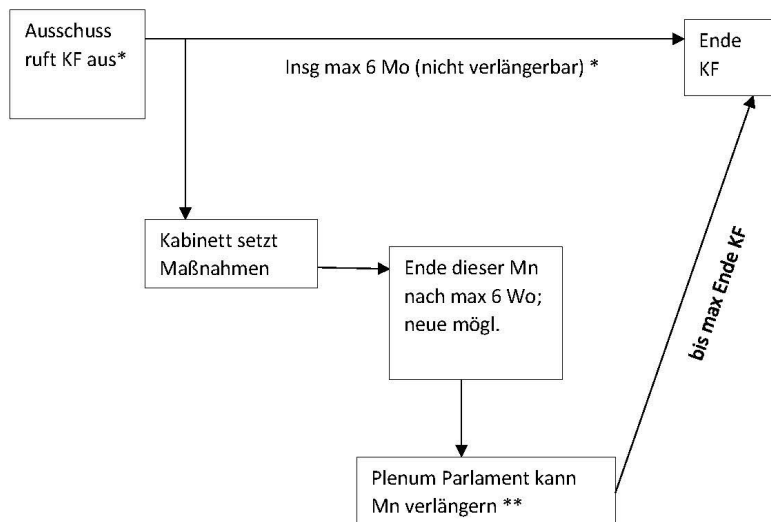 Ausschuss
ruft KF aus*
Insg max 6 Mo (nicht verlängerbar) *
Ende
KF
Kabinett setzt
Maßnahmen
Ende dieser Mn
nach max 6 Wo;
neue mögl.
bis max Ende KF
Plenum Parlament kann
Mn verlängern **